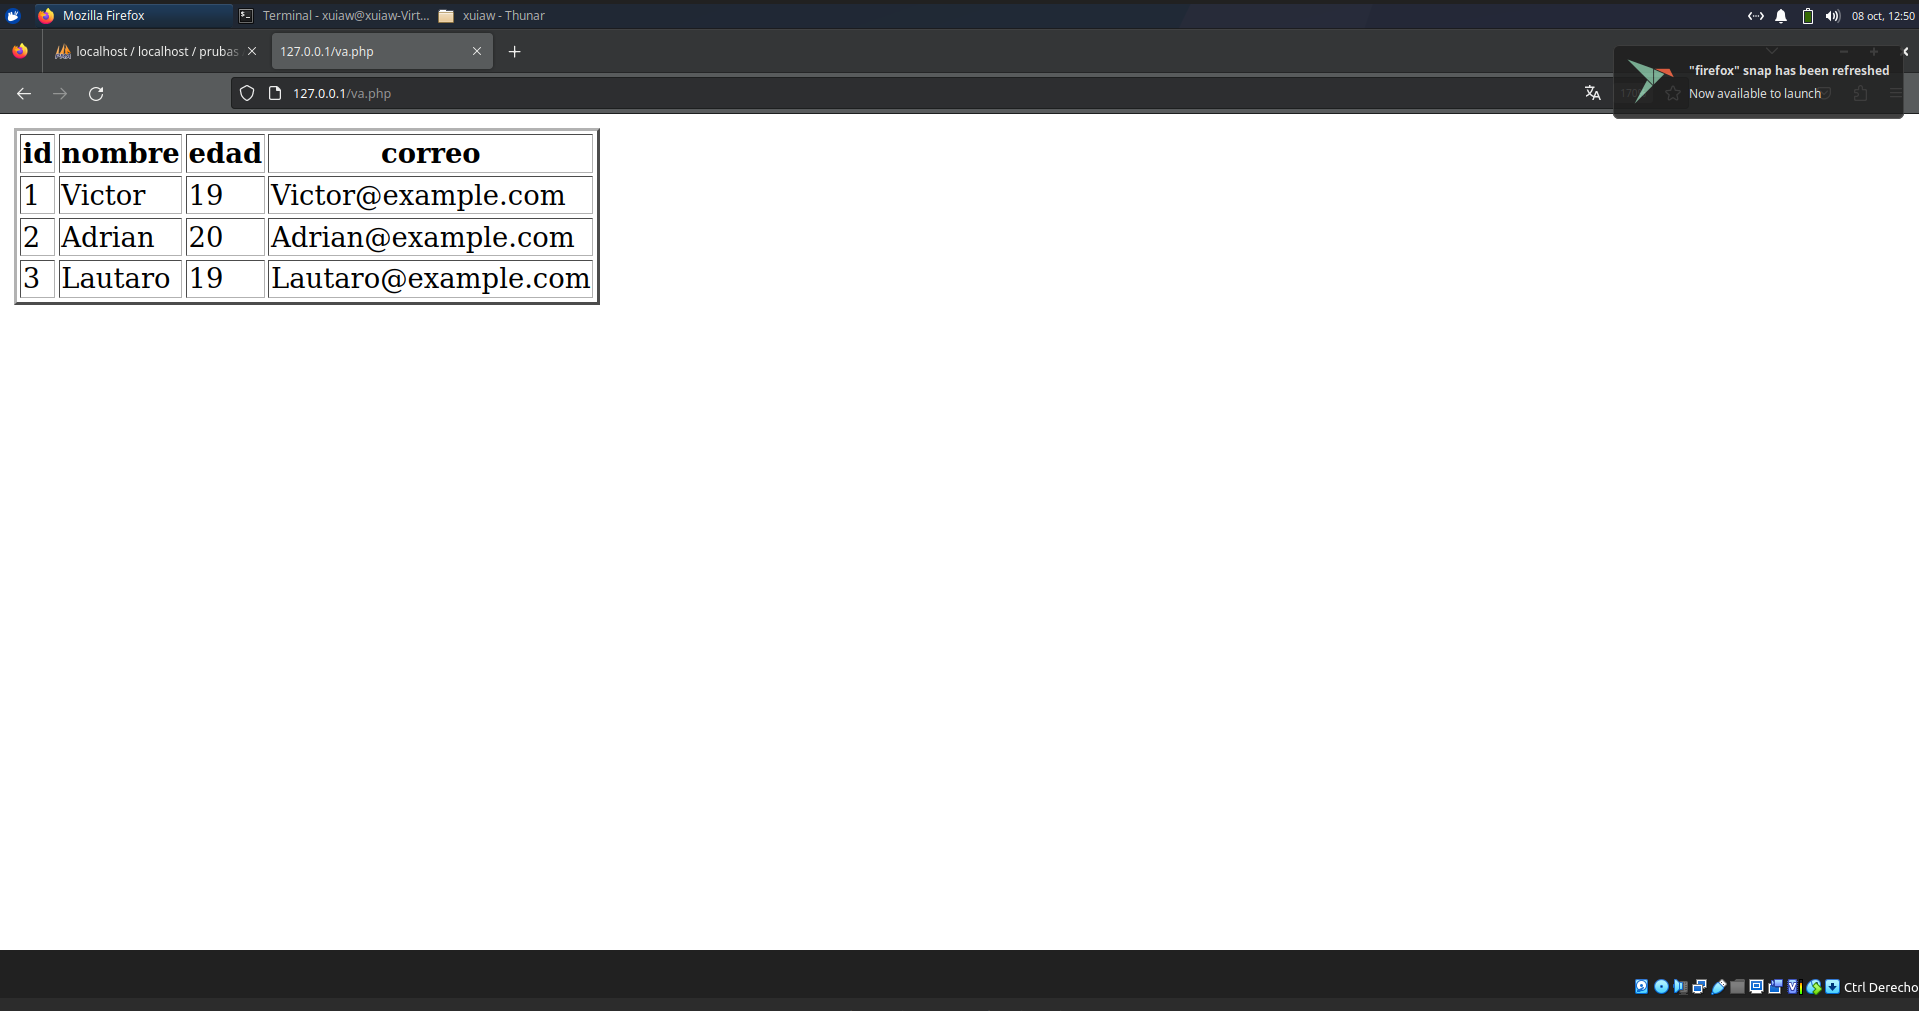 Mozilla Firefox
Terminal - xuiaw@xuiaw-Virt...
xuiaw - Thunar
08 oct, 12:50
localhost / localhost / prubas
127.0.0.1/va.php
127.0.0.1/va.php
"firefox" snap has been refreshed
Now available to launch
id nombre edad correo
1 Victor 19 Victor@example.com
2 Adrian 20 Adrian@example.com
3 Lautaro 19 Lautaro@example.com
Ctrl Derecho